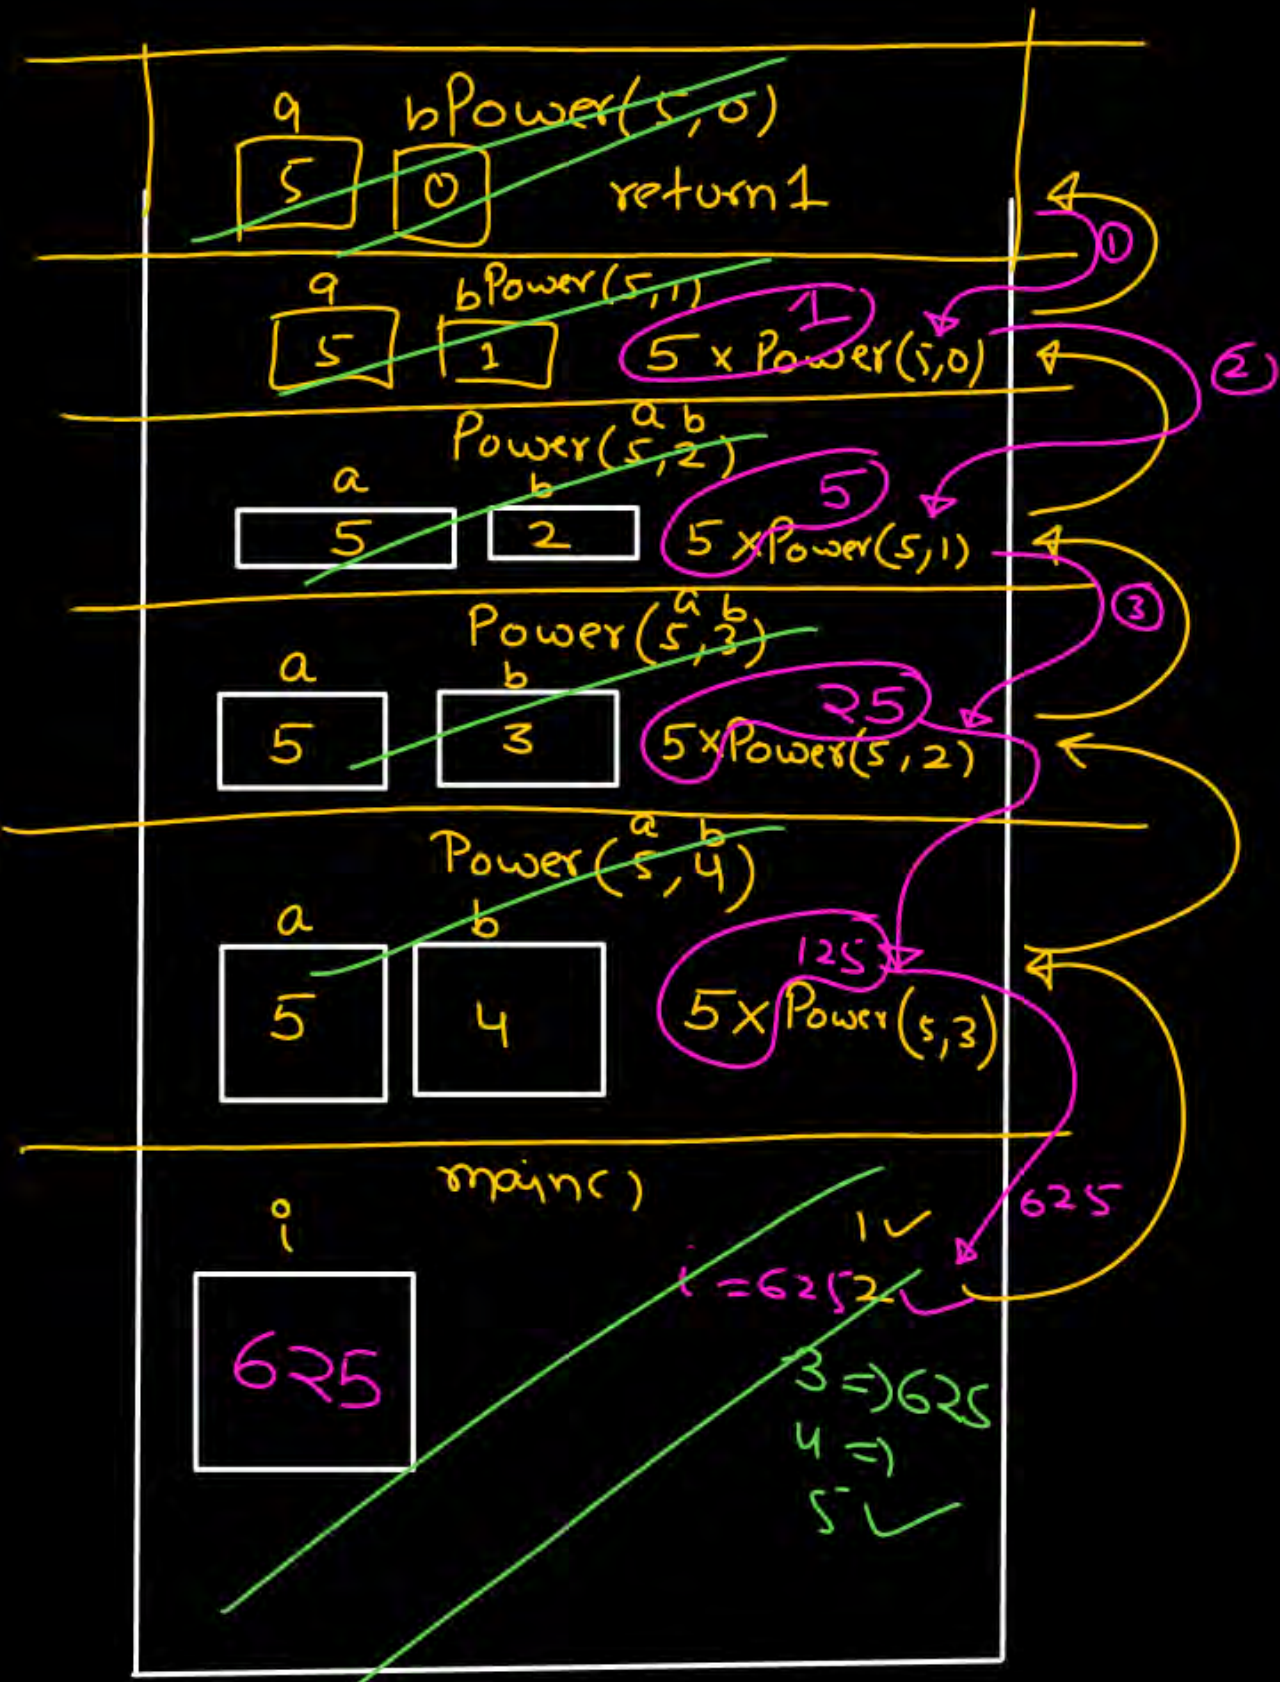 a bPower(5,0)
5 0 return 1
①
a bPower(5,1) 1
5 1 5 x Power(5,0)
②
a b
Power(5,2)
a b 5
5 2 5 x Power(5,1)
a b
③
Power(5,3)
a b 25
5 3 5 x Power(5,2)
a b
Power(5,4)
a b 125
5 4 5 x Power(5,3)
main()
i 625
1 ✓
i = 625 2 ✓
625 3 => 625
4 =>
5 ✓